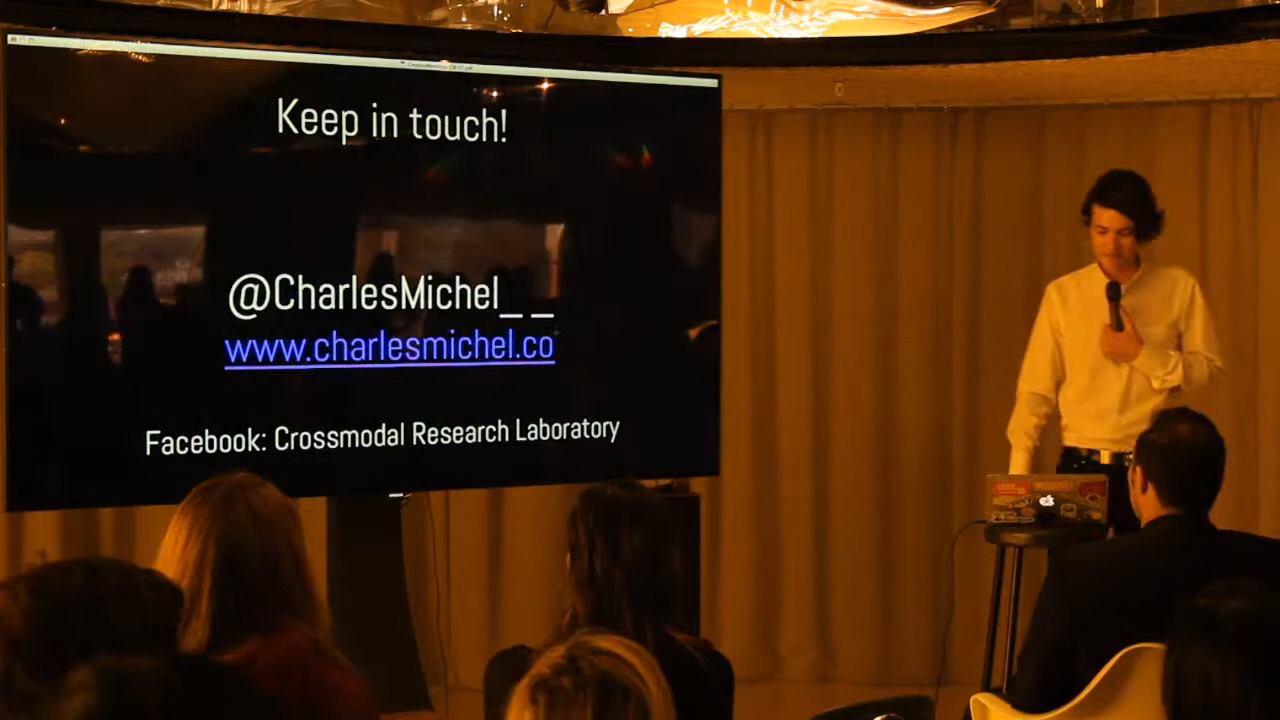 Keep in touch!
@CharlesMichel_ _
www.charlesmichel.co
Facebook: Crossmodal Research Laboratory